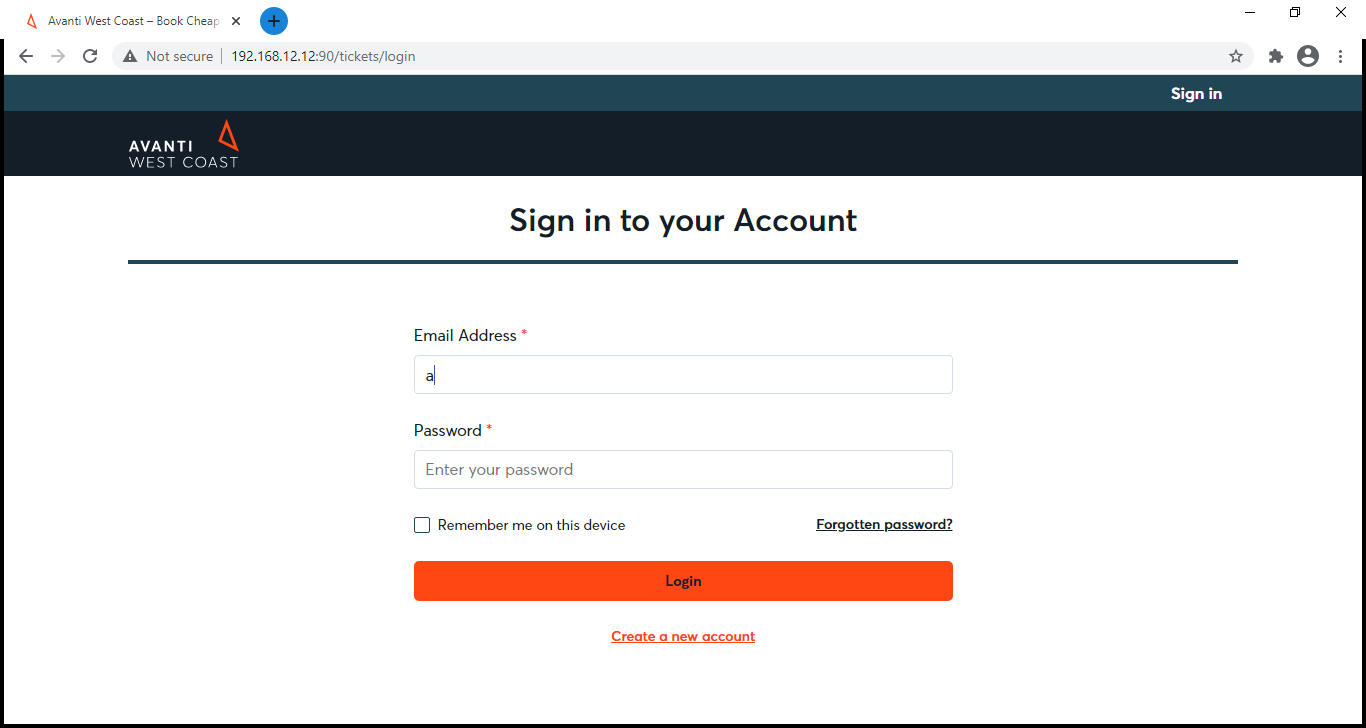 Avanti West Coast – Book Cheap
Not secure 192.168.12.12:90/tickets/login
Sign in
AVANTI
WEST COAST
Sign in to your Account
Email Address *
a
Password *
Enter your password
Remember me on this device Forgotten password?
Login
Create a new account